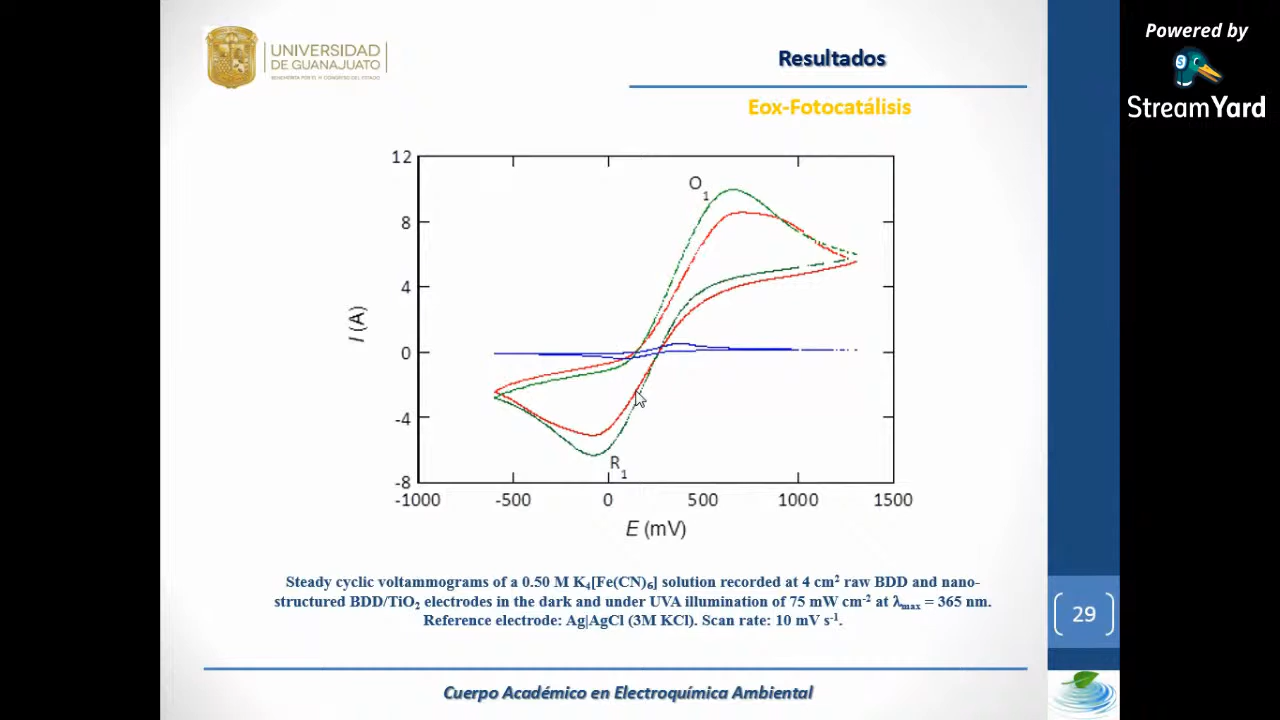 UNIVERSIDAD
DE GUANAJUATO
Resultados
Eox-Fotocatálisis
Powered by
StreamYard
12
8
4
0
-4
-8
I (A)
O1
R1
-1000 -500 0 500 1000 1500
E (mV)
Steady cyclic voltammograms of a 0.50 M K4[Fe(CN)6] solution recorded at 4 cm² raw BDD and nano-
structured BDD/TiO2 electrodes in the dark and under UVA illumination of 75 mW cm-2 at λmax = 365 nm.
Reference electrode: Ag|AgCl (3M KCl). Scan rate: 10 mV s-1.
29
Cuerpo Académico en Electroquímica Ambiental